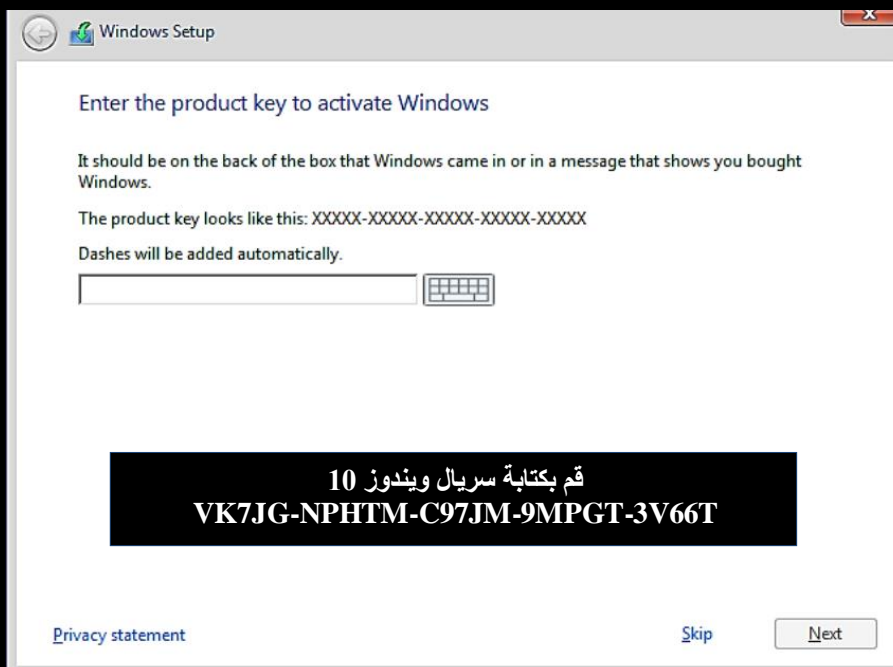 Windows Setup
Enter the product key to activate Windows
It should be on the back of the box that Windows came in or in a message that shows you bought
Windows.
The product key looks like this: XXXXX-XXXXX-XXXXX-XXXXX-XXXXX
Dashes will be added automatically.
قم بكتابة سريال ويندوز 10
VK7JG-NPHTM-C97JM-9MPGT-3V66T
Privacy statement
Skip
Next